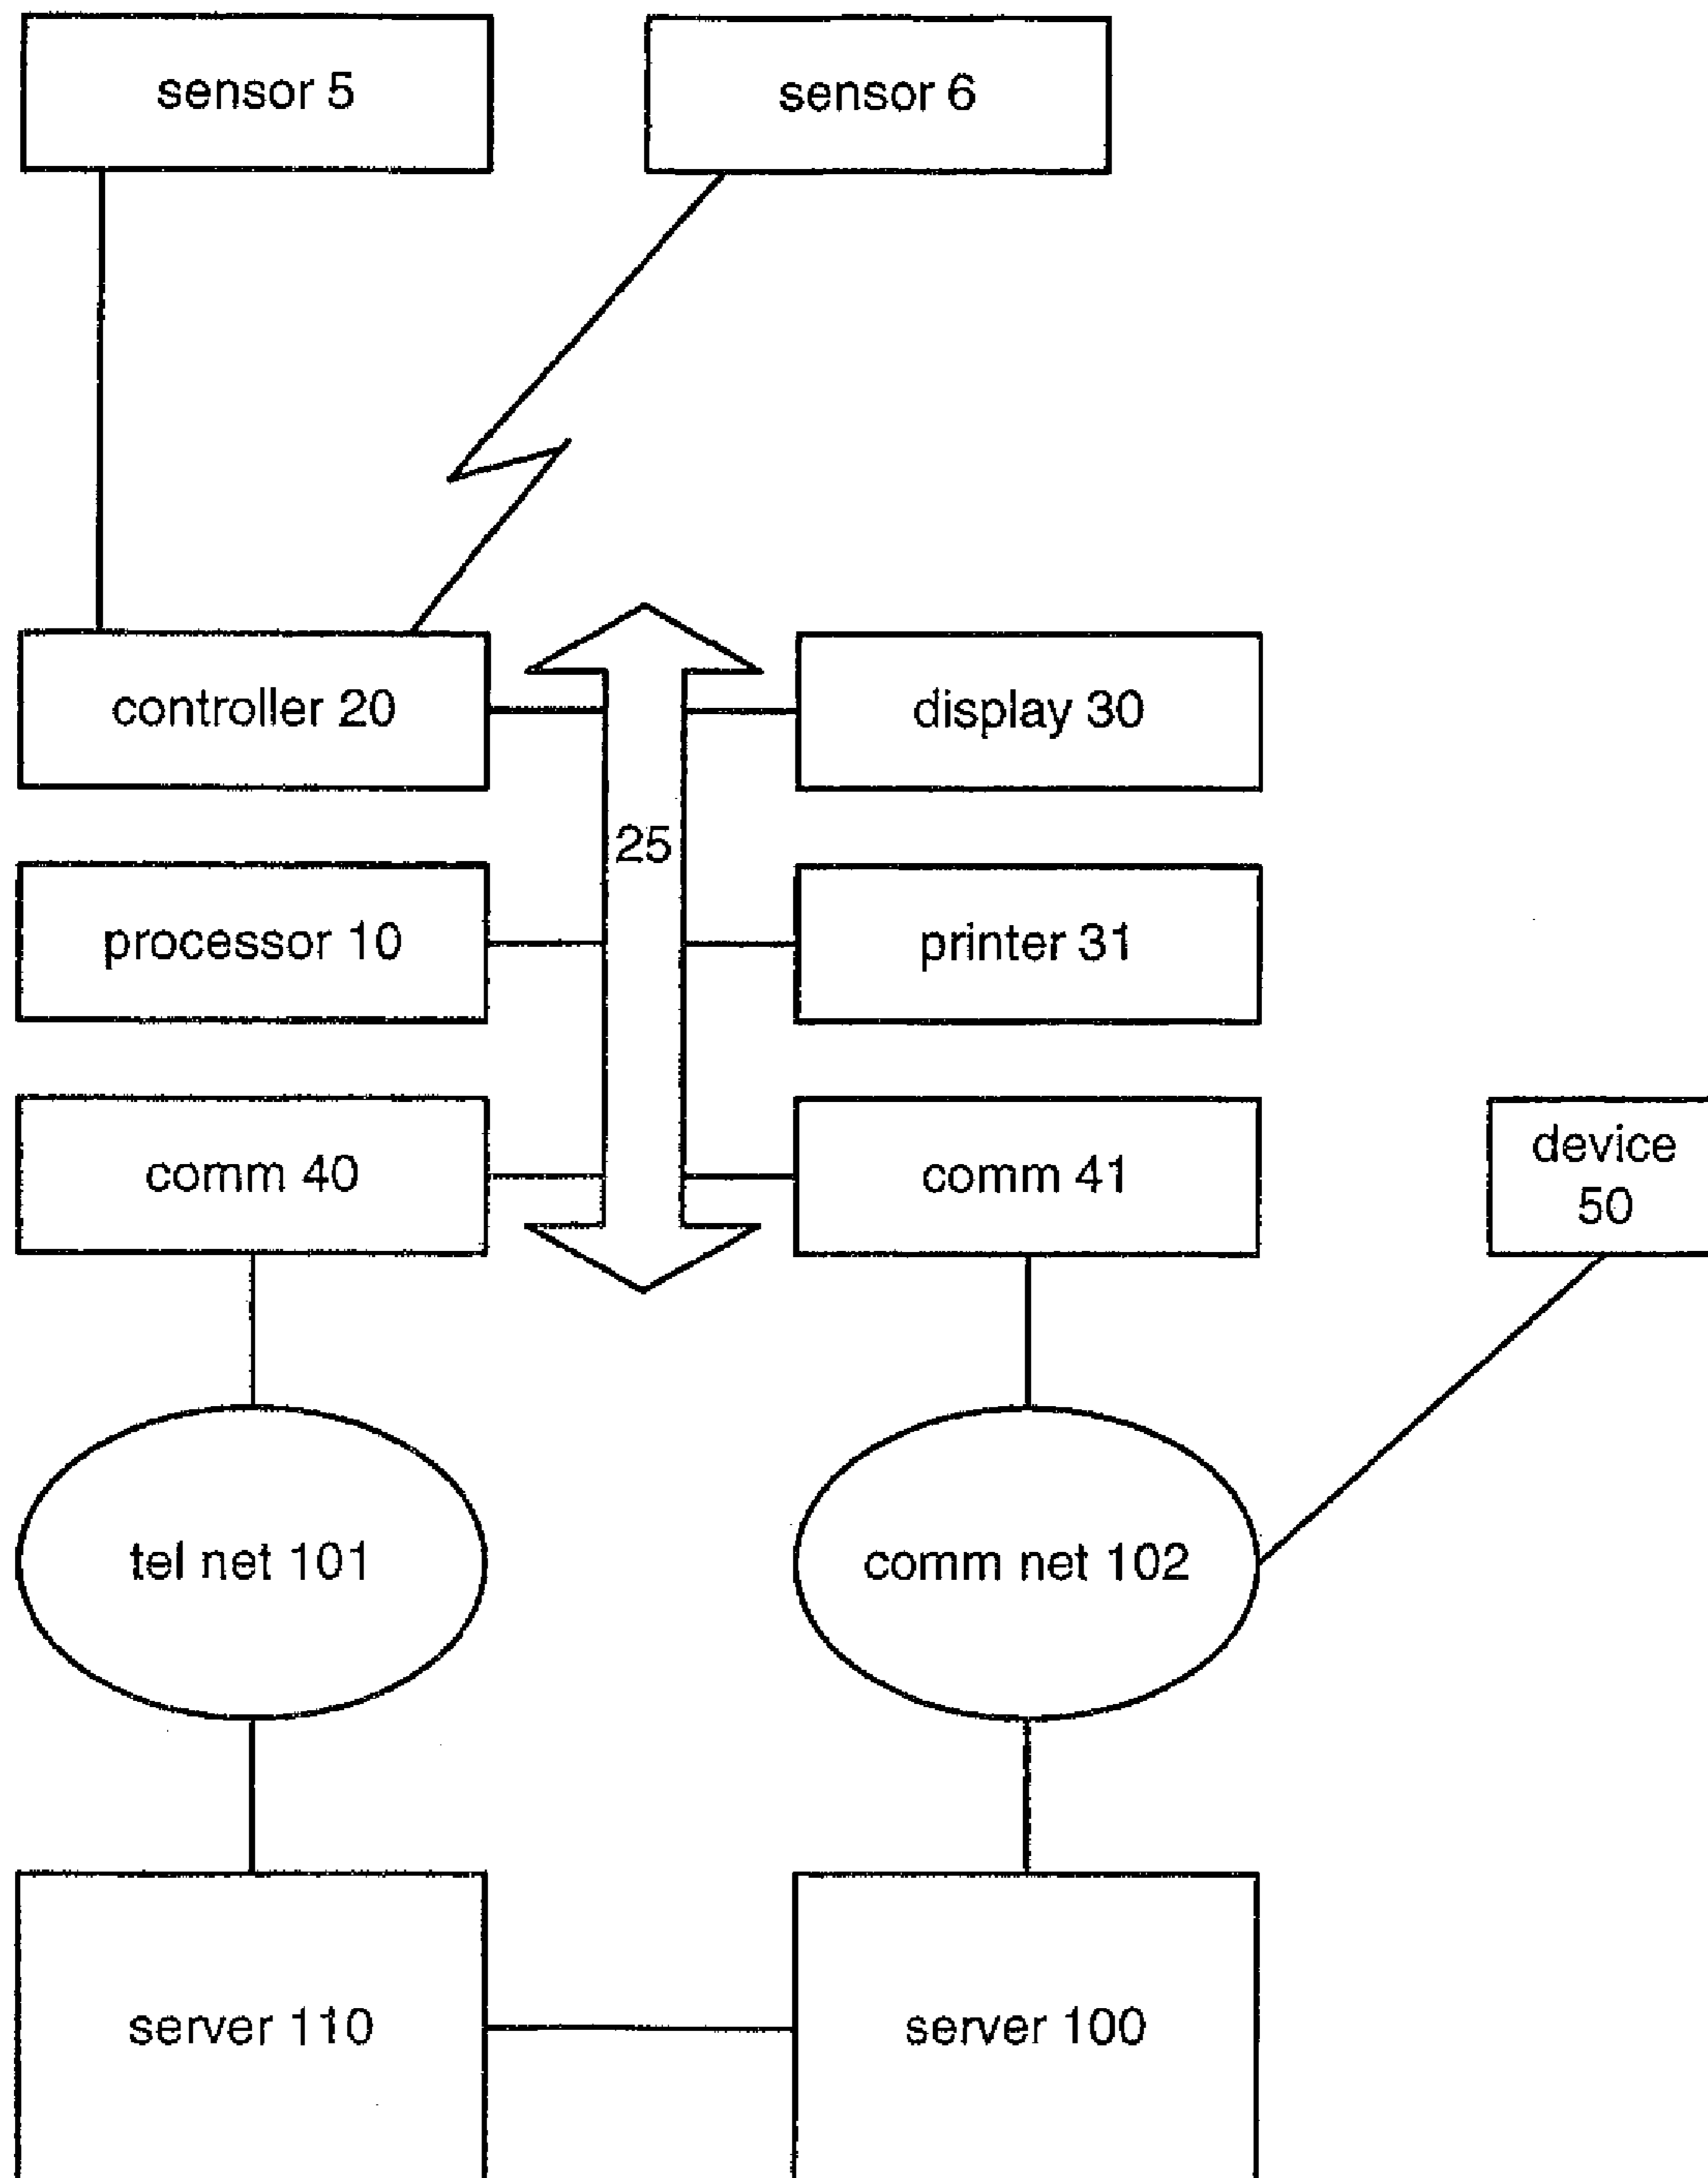 sensor 5
sensor 6
controller 20
display 30
25
processor 10
printer 31
comm 40
comm 41
device
50
tel net 101
comm net 102
server 110
server 100